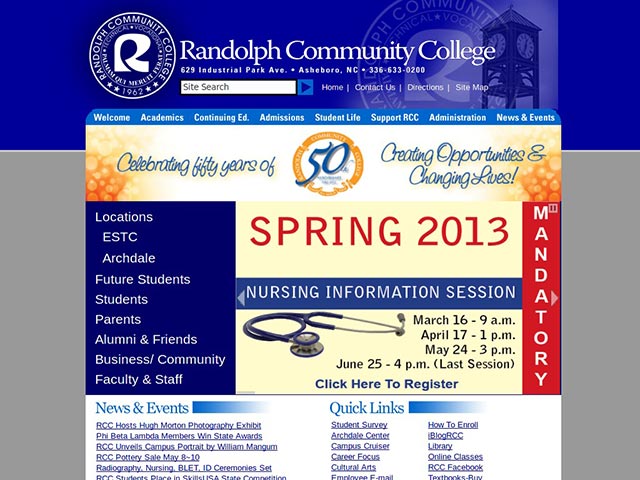 RANDOLPH COMMUNITY COLLEGE
TECHNICAL • VOCATIONAL
R
1962
Randolph Community College
629 Industrial Park Ave. • Asheboro, NC • 336-633-0200
Site Search
Home | Contact Us | Directions | Site Map
Welcome Academics Continuing Ed. Admissions Student Life Support RCC Administration News & Events
Celebrating fifty years of
50th
Creating Opportunities &
Changing Lives!
Locations
ESTC
Archdale
Future Students
Students
Parents
Alumni & Friends
Business/ Community
Faculty & Staff
SPRING 2013
NURSING INFORMATION SESSION
March 16 - 9 a.m.
April 17 - 1 p.m.
May 24 - 3 p.m.
June 25 - 4 p.m. (Last Session)
Click Here To Register
MANDATORY
News & Events
RCC Hosts Hugh Morton Photography Exhibit
Phi Beta Lambda Members Win State Awards
RCC Unveils Campus Portrait by William Mangum
RCC Pottery Sale May 8~10
Radiography, Nursing, BLET, ID Ceremonies Set
RCC Students Place in SkillsUSA State Competition
Quick Links
Student Survey
Archdale Center
Campus Cruiser
Career Focus
Cultural Arts
Employee E-mail
How To Enroll
iBlogRCC
Library
Online Classes
RCC Facebook
Textbooks-Buy